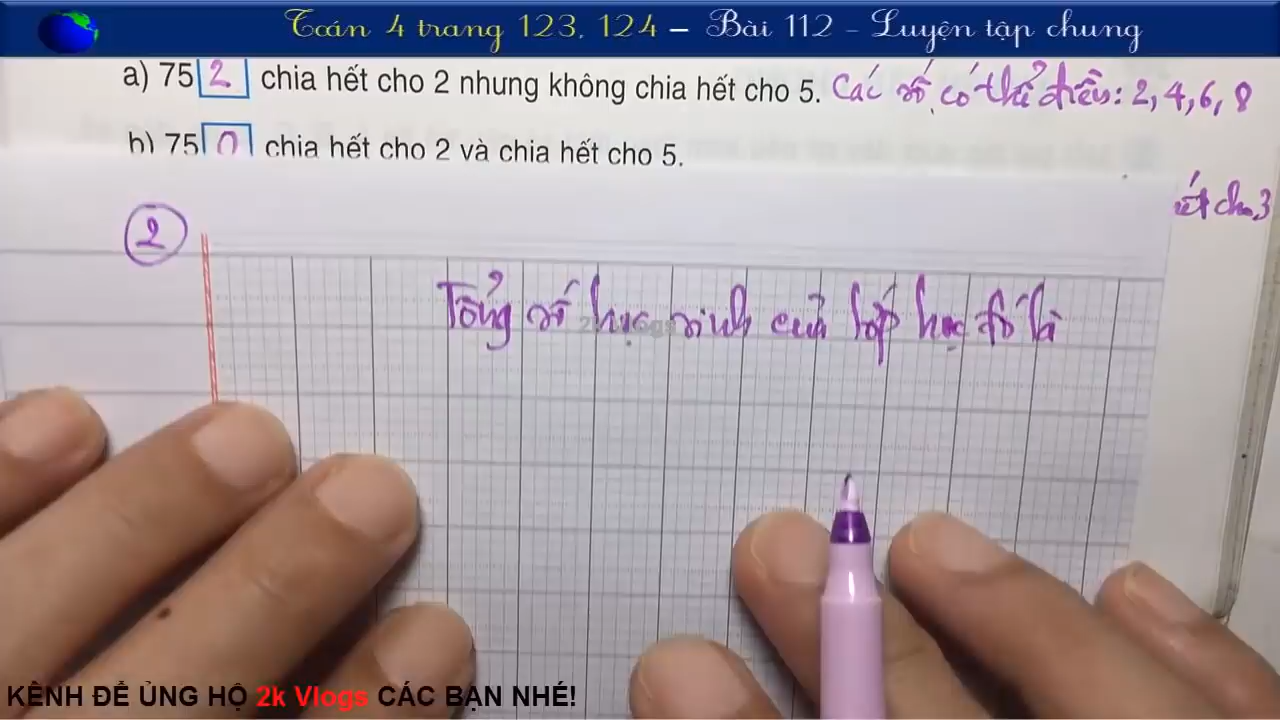 Toán 4 trang 123, 124 – Bài 112 - Luyện tập chung
a) 75 2 chia hết cho 2 nhưng không chia hết cho 5. Các số có thể điền: 2, 4, 6, 8
b) 75 0 chia hết cho 2 và chia hết cho 5.
ết cho 3
2
Tổng số học sinh của lớp học đó là
2k Vlogs
KÊNH ĐỂ ỦNG HỘ 2k Vlogs CÁC BẠN NHÉ!